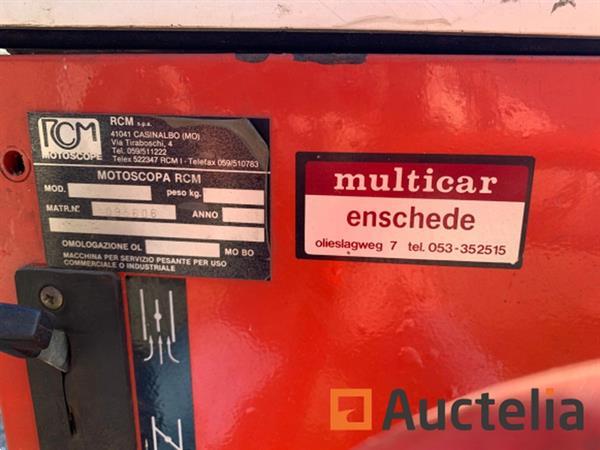 RCM
MOTOSCOPE
RCM s.p.a.
41041 CASINALBO (MO)
Via Tiraboschi, 4
Tel. 059/511222
Telex 522347 RCM I - Telefax 059/510783
MOTOSCOPA RCM
MOD. peso kg.
MATR.N. ANNO
OMOLOGAZIONE OL MO BO
MACCHINA PER SERVIZIO PESANTE PER USO
COMMERCIALE O INDUSTRIALE
multicar
enschede
olieslagweg 7 tel. 053-352515
Auctelia